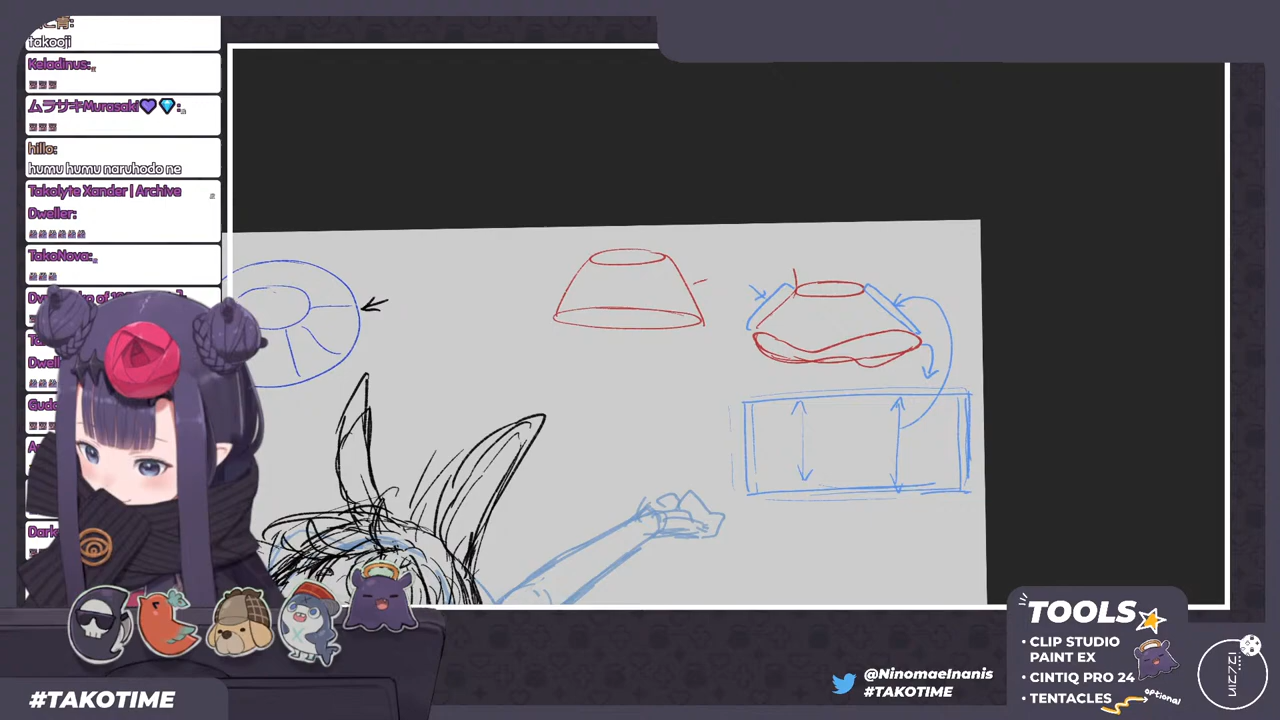 takooji
Keladinus:
ムラサキMurasaki💜💎:
hillo:
humu humu naruhodo ne
Takolyte Xander | Archive
Dweller:
TakoNova:
#TAKOTIME
@NinomaeInanis
#TAKOTIME
TOOLS
• CLIP STUDIO
PAINT EX
• CINTIQ PRO 24
• TENTACLES
optional